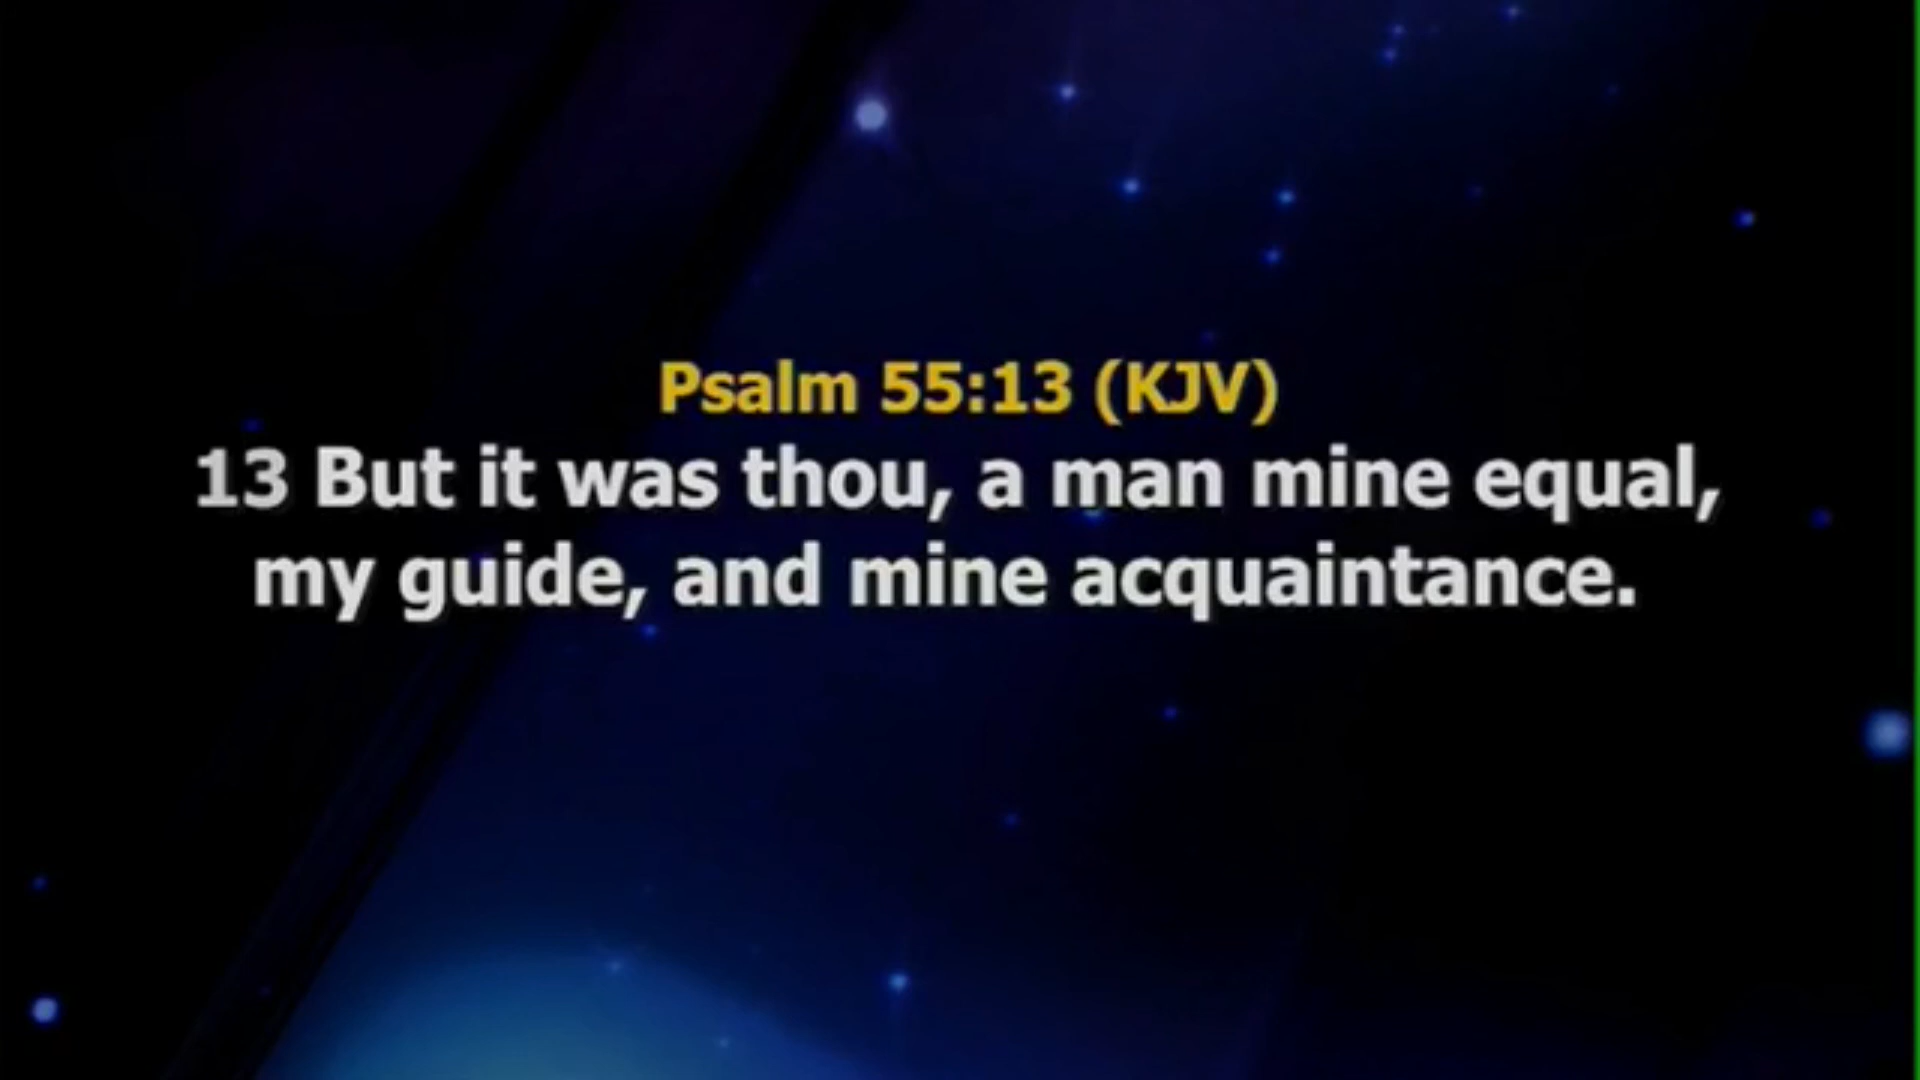 Psalm 55:13 (KJV)
13 But it was thou, a man mine equal,
my guide, and mine acquaintance.